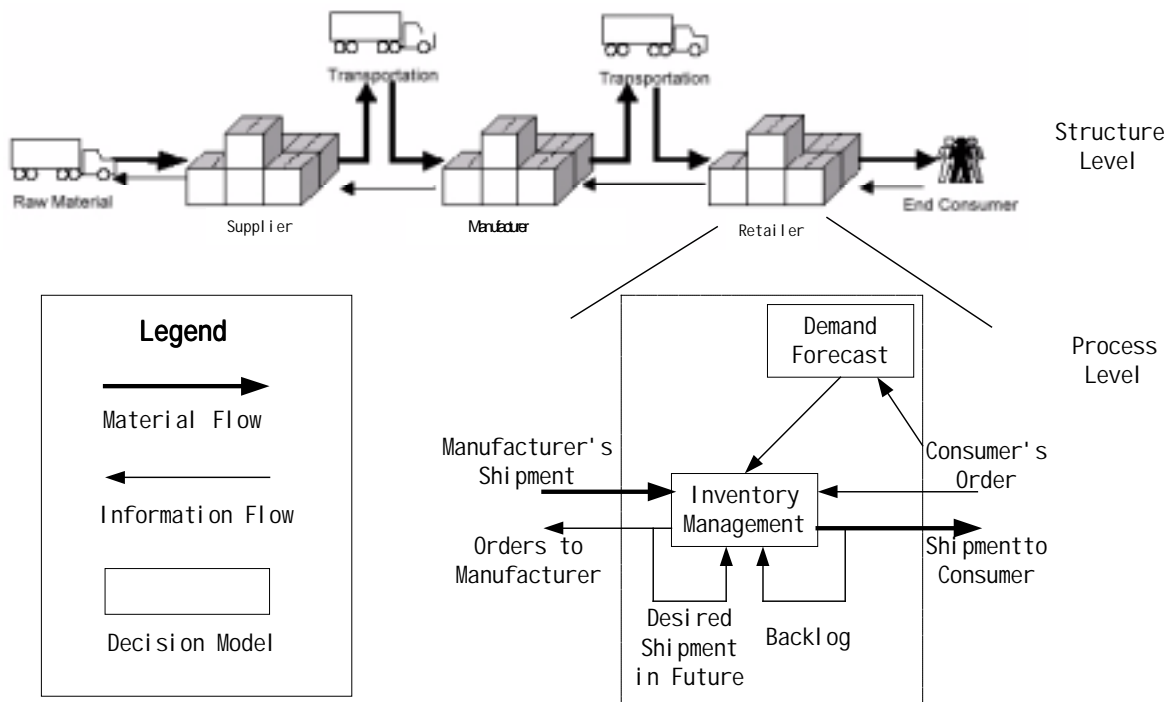 Transportation
Transportation
Structure
Level
Raw Material
Supplier
Manufacturer
Retailer
End Consumer
Legend
Material Flow
Information Flow
Decision Model
Demand
Forecast
Process
Level
Manufacturer's
Shipment
Consumer's
Order
Inventory
Management
Orders to
Manufacturer
Shipmentto
Consumer
Desired
Shipment
in Future
Backlog